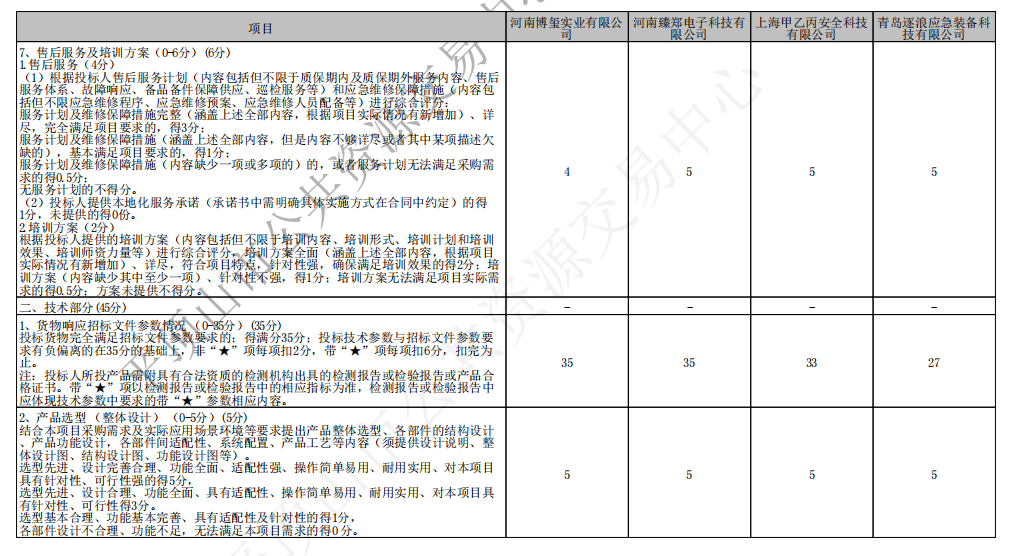 项目
河南博玺实业有限公
司
河南臻郑电子科技有
限公司
上海甲乙丙安全科技
有限公司
青岛逐浪应急装备科
技有限公司
7、售后服务及培训方案（0-6分）(6分)
1.售后服务（4分）
（1）根据投标人售后服务计划（内容包括但不限于质保期内及质保期外服务内容、售后
服务体系、故障响应、备品备件保障供应、巡检服务等）和应急维修保障措施（内容包
括但不限应急维修程序、应急维修预案、应急维修人员配备等）进行综合评分：
服务计划及维修保障措施完整（涵盖上述全部内容，根据项目实际情况有新增加）、详
尽，完全满足项目要求的，得3分；
服务计划及维修保障措施（涵盖上述全部内容，但是内容不够详尽或者其中某项描述欠
缺的），基本满足项目要求的，得1分；
服务计划及维修保障措施（内容缺少一项或多项的）的，或者服务计划无法满足采购需
求的得0.5分；
无服务计划的不得分。
（2）投标人提供本地化服务承诺（承诺书中需明确具体实施方式在合同中约定）的得
1分，未提供的得0份。
2.培训方案（2分）
根据投标人提供的培训方案（内容包括但不限于培训内容、培训形式、培训计划和培训
效果、培训师资力量等）进行综合评分，培训方案全面（涵盖上述全部内容，根据项目
实际情况有新增加）、详尽，符合项目特点，针对性强，确保满足培训效果的得2分；培
训方案（内容缺少其中至少一项）、针对性不强，得1分；培训方案无法满足项目实际需
求的得0.5分；方案未提供不得分。
4
5
5
5
二、技术部分(45分)
－
－
－
－
1、货物响应招标文件参数情况（0-35分）(35分)
投标货物完全满足招标文件参数要求的；得满分35分；投标技术参数与招标文件参数要
求有负偏离的在35分的基础上，非“★”项每项扣2分，带“★”项每项扣6分，扣完为
止。
注：投标人所投产品需附具有合法资质的检测机构出具的检测报告或检验报告或产品合
格证书。带“★”项以检测报告或检验报告中的相应指标为准，检测报告或检验报告中
应体现技术参数中要求的带“★”参数相应内容。
35
35
33
27
2、产品选型（整体设计）（0-5分）(5分)
结合本项目采购需求及实际应用场景环境等要求提出产品整体选型、各部件的结构设计
、产品功能设计，各部件间适配性、系统配置、产品工艺等内容（须提供设计说明、整
体设计图、结构设计图、功能设计图等）。
选型先进、设计完善合理、功能全面、适配性强、操作简单易用、耐用实用、对本项目
具有针对性、可行性强的得5分，
选型先进、设计合理、功能全面、具有适配性、操作简单易用、耐用实用、对本项目具
有针对性、可行性得3分。
选型基本合理、功能基本完善、具有适配性及针对性的得1分，
各部件设计不合理、功能不足，无法满足本项目需求的得0分。
5
5
5
5
平顶山市公共资源交易中心